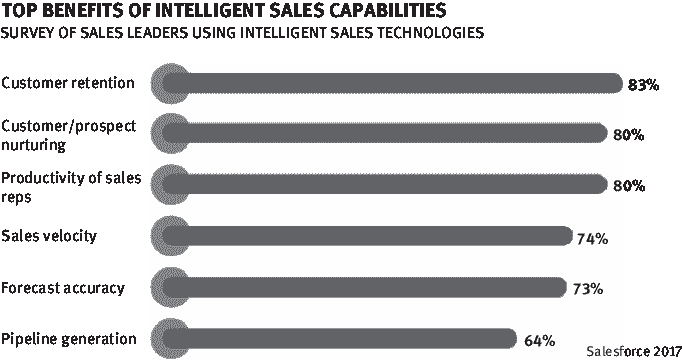 TOP BENEFITS OF INTELLIGENT SALES CAPABILITIES
SURVEY OF SALES LEADERS USING INTELLIGENT SALES TECHNOLOGIES
Customer retention 83%
Customer/prospect
nurturing 80%
Productivity of sales
reps 80%
Sales velocity 74%
Forecast accuracy 73%
Pipeline generation 64%
Salesforce 2017